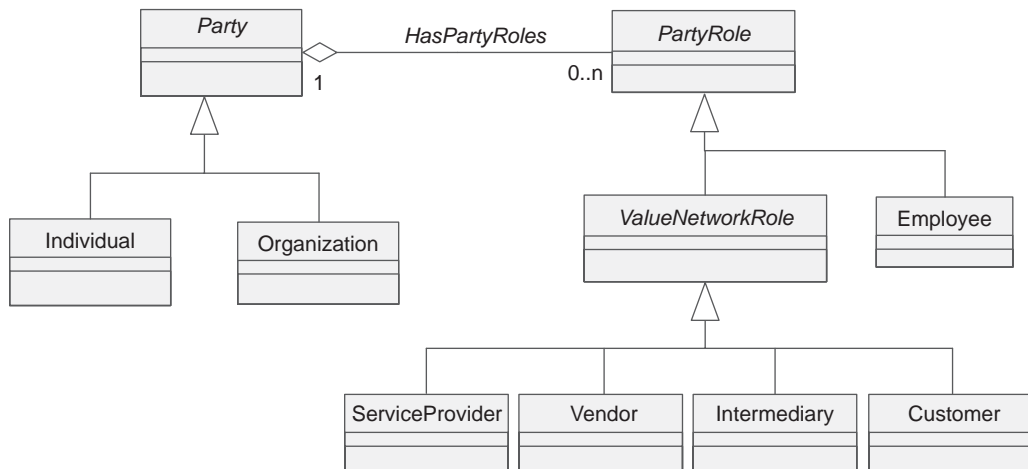 Party
HasPartyRoles
PartyRole
1
0..n
Individual
Organization
ValueNetworkRole
Employee
ServiceProvider
Vendor
Intermediary
Customer